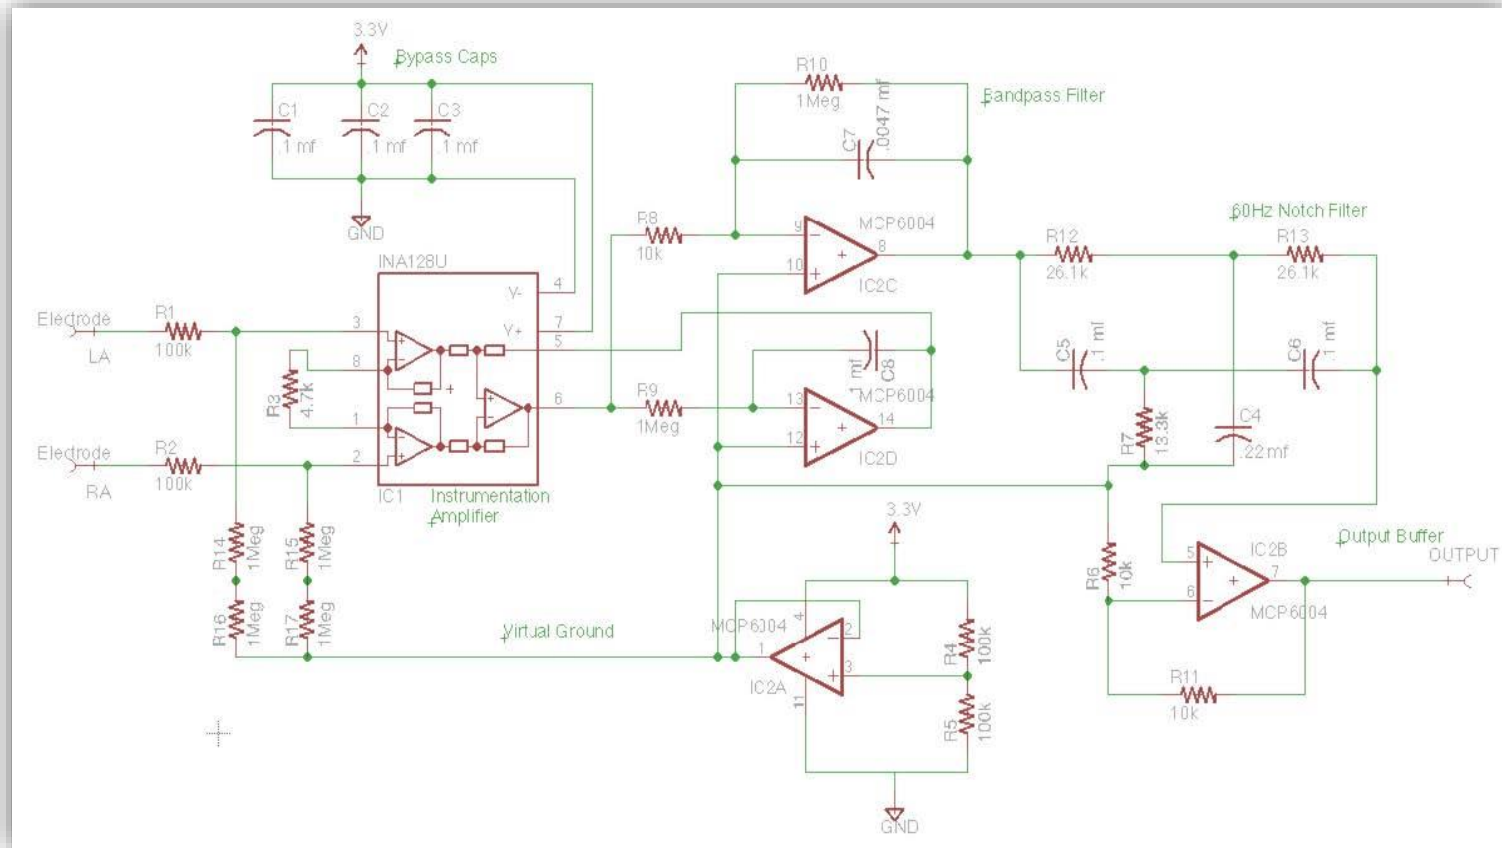 3.3V
Bypass Caps
C1
.1 mf
C2
.1 mf
C3
.1 mf
GND
R10
1Meg
C7
.0047 mf
Bandpass Filter
R8
10k
9
10
8
MCP6004
IC2C
60Hz Notch Filter
R12
26.1k
R13
26.1k
INA128U
V-
4
V+
7
5
3
8
1
2
6
IC1
Instrumentation
Amplifier
Electrode
LA
R1
100k
R3
4.7k
Electrode
RA
R2
100k
R9
1Meg
C8
MCP6004
13
12
14
IC2D
C5
.1 mf
C6
.1 mf
R7
13.3k
C4
.22 mf
R14
1Meg
R15
1Meg
R16
1Meg
R17
1Meg
Virtual Ground
3.3V
MCP6004
4
2
1
3
11
IC2A
R4
100k
R5
100k
GND
R6
10k
5
6
7
IC2B
MCP6004
Output Buffer
OUTPUT
R11
10k